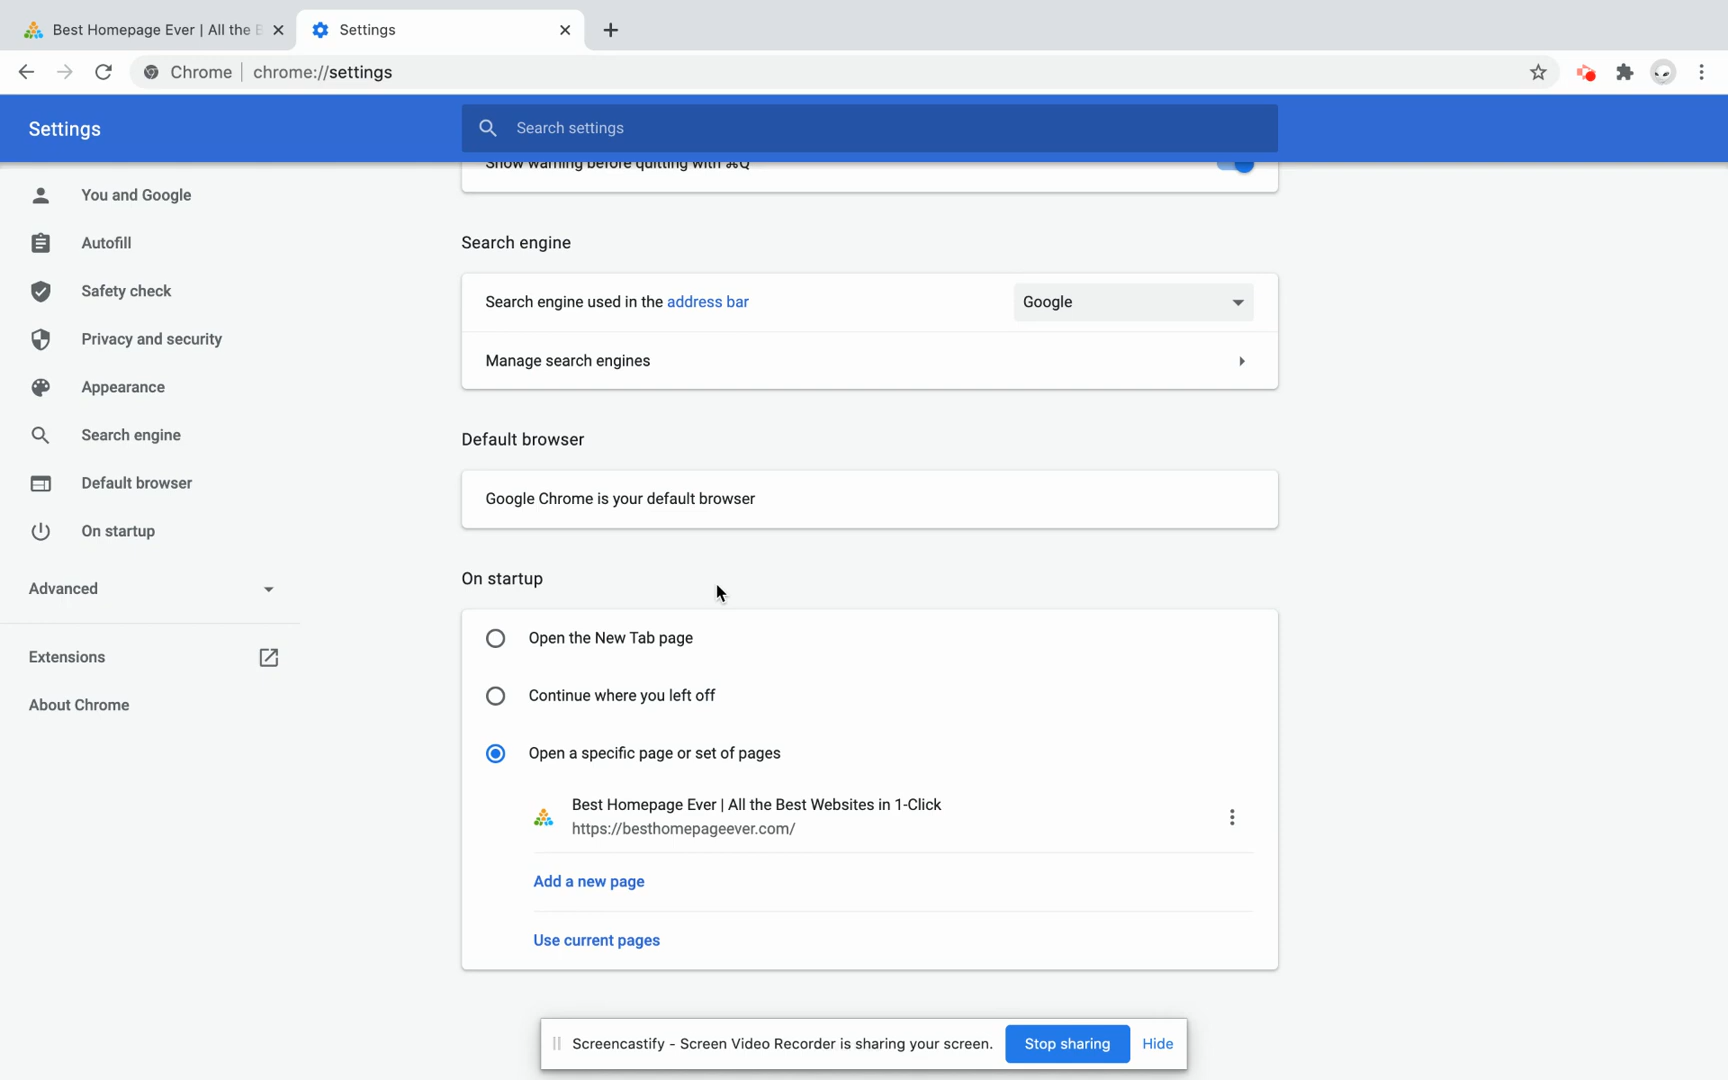 Best Homepage Ever | All the B
Settings
Chrome | chrome://settings
Settings
Search settings
Show warning before quitting with ⌘Q
You and Google
Autofill
Safety check
Privacy and security
Appearance
Search engine
Default browser
On startup
Advanced
Extensions
About Chrome
Search engine
Search engine used in the address bar
Google
Manage search engines
Default browser
Google Chrome is your default browser
On startup
Open the New Tab page
Continue where you left off
Open a specific page or set of pages
Best Homepage Ever | All the Best Websites in 1-Click
https://besthomepageever.com/
Add a new page
Use current pages
Screencastify - Screen Video Recorder is sharing your screen.
Stop sharing
Hide